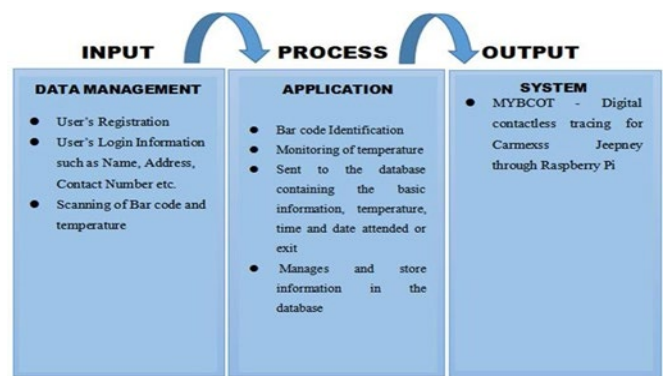 INPUT
PROCESS
OUTPUT
DATA MANAGEMENT
● User's Registration
● User's Login Information
such as Name, Address,
Contact Number etc.
● Scanning of Bar code and
temperature
APPLICATION
● Bar code Identification
● Monitoring of temperature
● Sent to the database
containing the basic
information, temperature,
time and date attended or
exit
● Manages and store
information in the
database
SYSTEM
● MYBCOT - Digital
contactless tracing for
Carmexss Jeepney
through Raspberry Pi